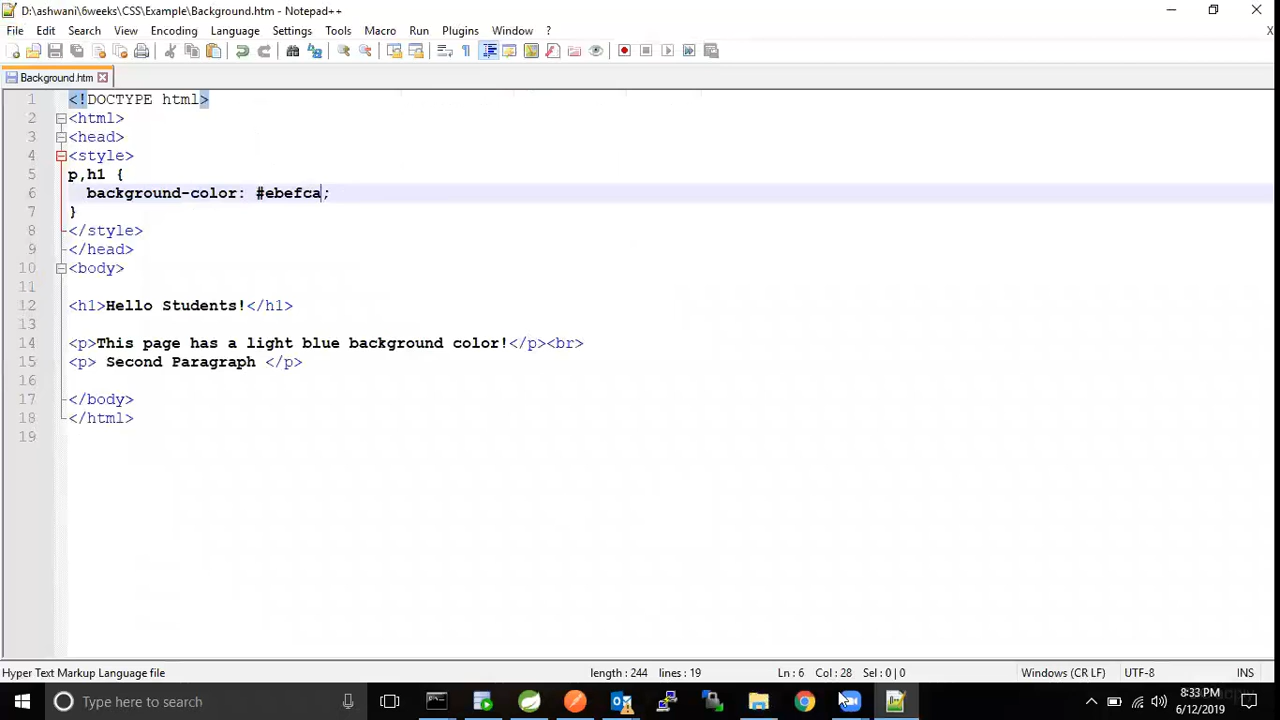 D:\ashwani\6weeks\CSS\Example\Background.htm - Notepad++
File Edit Search View Encoding Language Settings Tools Macro Run Plugins Window ? X
Background.htm
1 <!DOCTYPE html>
2 <html>
3 <head>
4 <style>
5 p,h1 {
6 background-color: #ebefca;
7 }
8 </style>
9 </head>
10 <body>
11
12 <h1>Hello Students!</h1>
13
14 <p>This page has a light blue background color!</p><br>
15 <p> Second Paragraph </p>
16
17 </body>
18 </html>
19
Hyper Text Markup Language file length : 244 lines : 19 Ln : 6 Col : 28 Sel : 0 | 0 Windows (CR LF) UTF-8 INS
Type here to search
8:33 PM
6/12/2019